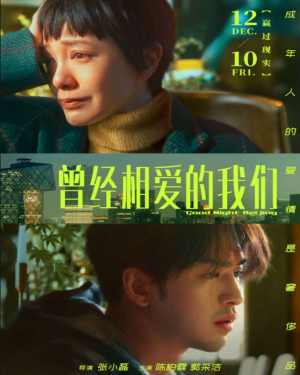 12
DEC.
10
FRI.
【赢过现实】
成年人的爱情是奢侈品
曾经相爱的我们
Good Night Beijing
导演 张小磊 主演 陈柏霖 郭采洁